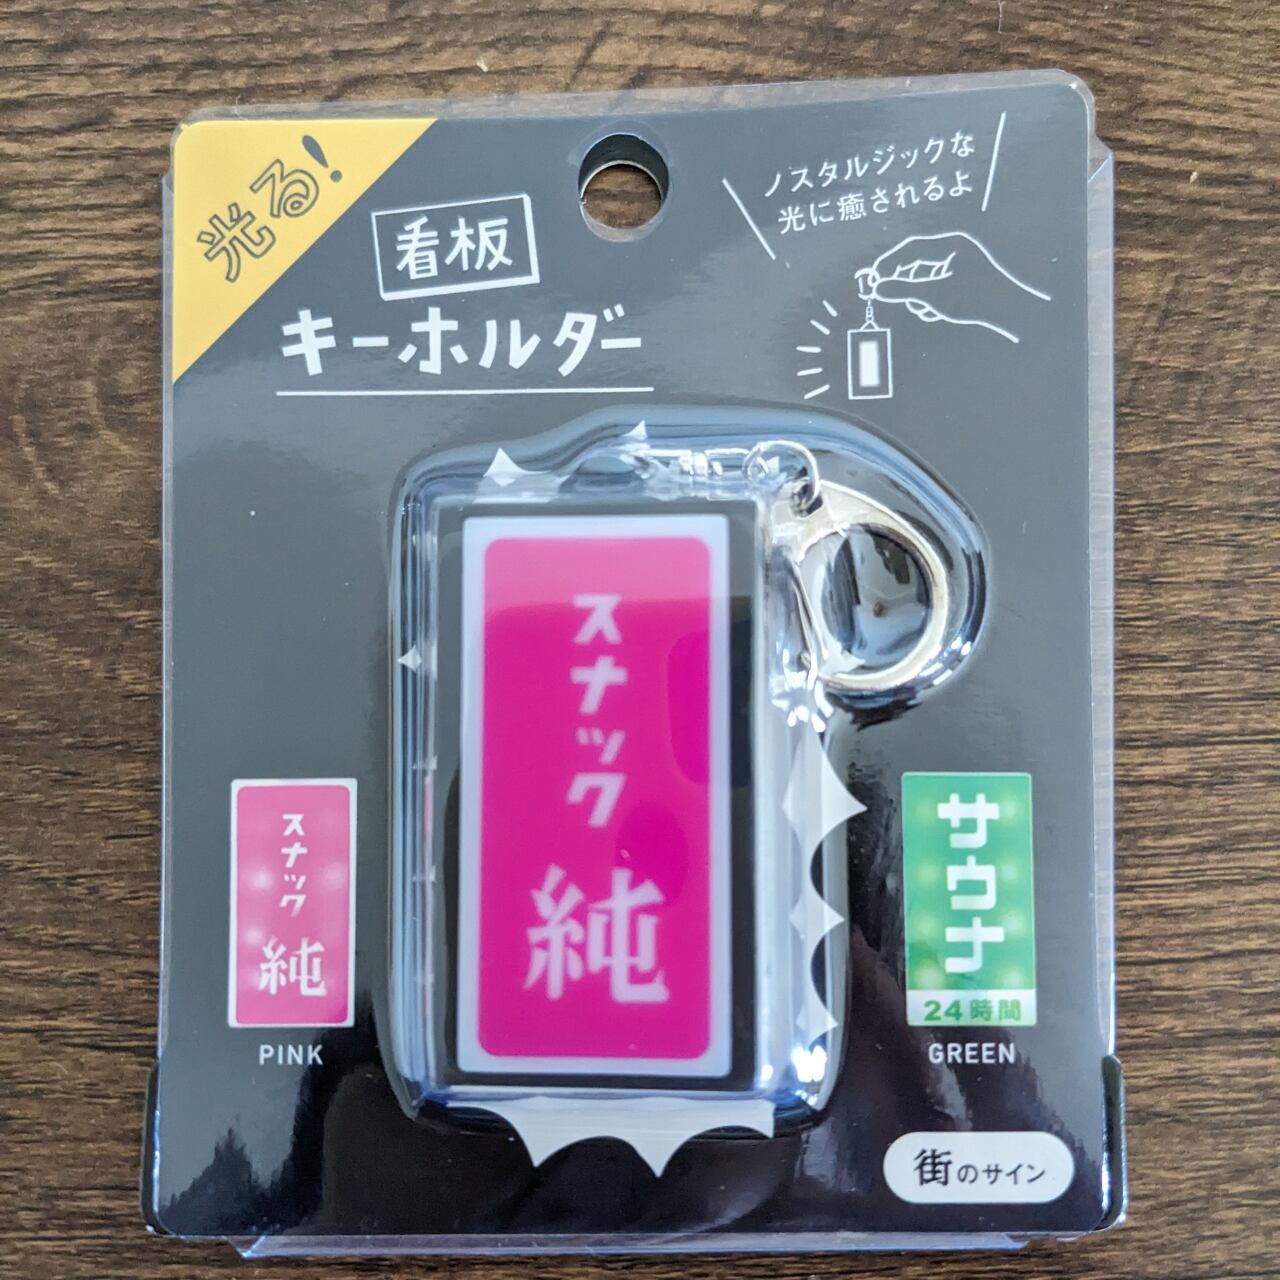 光る!
看板
キーホルダー
ノスタルジックな
光に癒されるよ
スナック 純
スナック 純
PINK
サウナ
24時間
GREEN
街のサイン